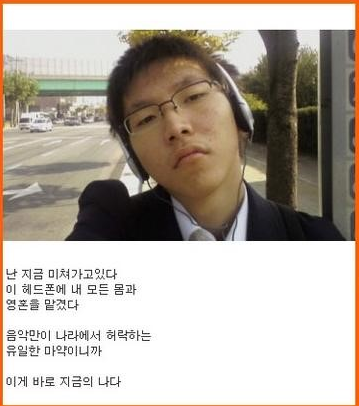 난 지금 미쳐가고있다
이 헤드폰에 내 모든 몸과
영혼을 맡겼다
음악만이 나라에서 허락하는
유일한 마약이니까
이게 바로 지금의 나다